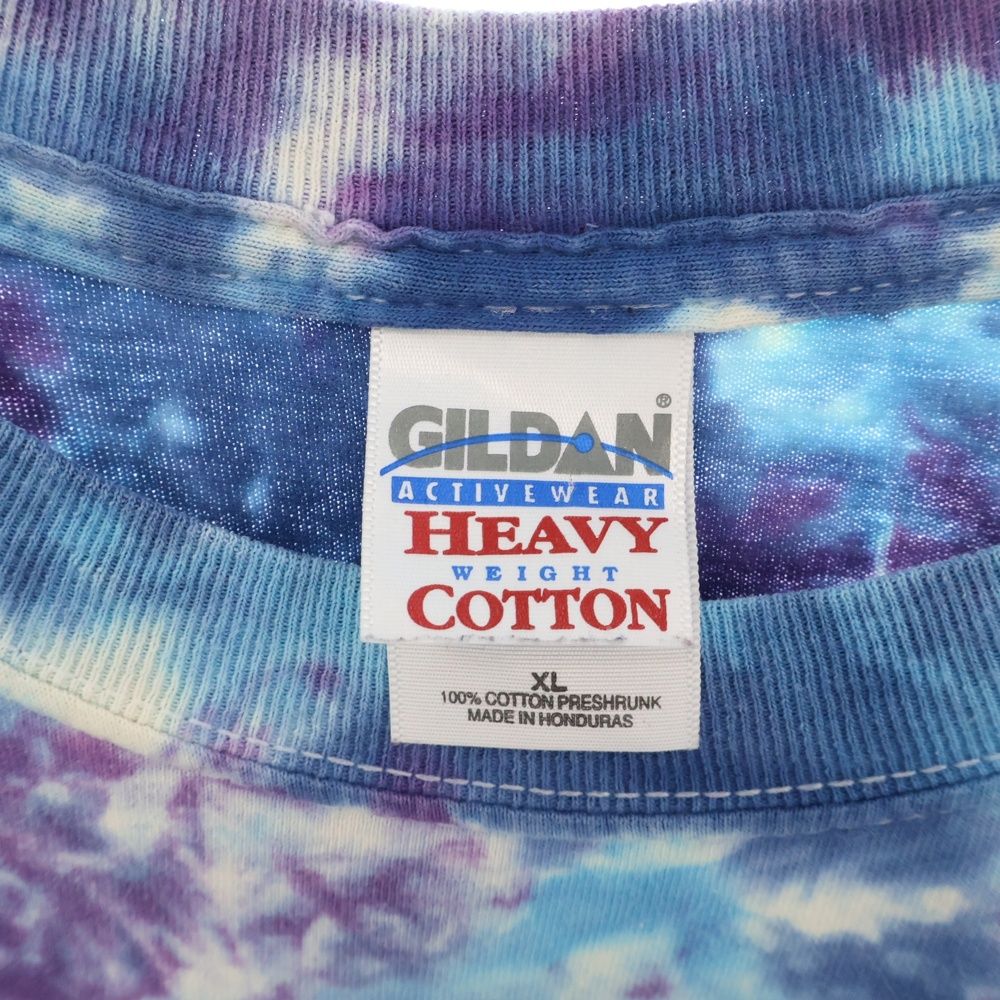 GILDAN®
ACTIVEWEAR
HEAVY
WEIGHT
COTTON
XL
100% COTTON PRESHRUNK
MADE IN HONDURAS